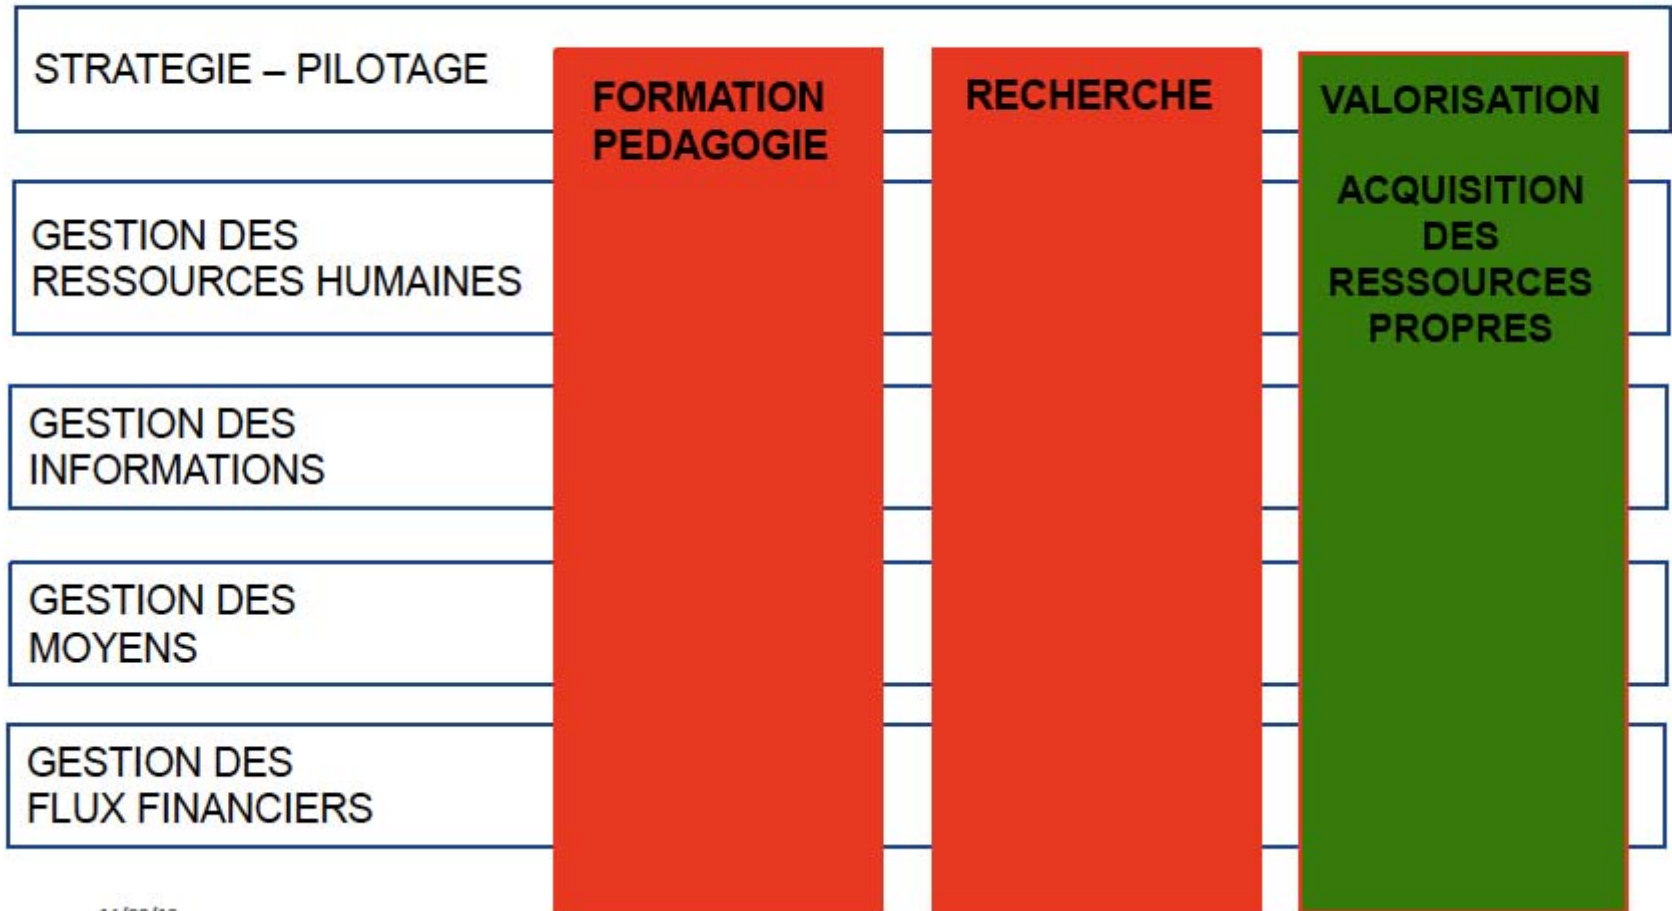 STRATEGIE – PILOTAGE
FORMATION
PEDAGOGIE
RECHERCHE
VALORISATION
ACQUISITION
DES
RESSOURCES
PROPRES
GESTION DES
RESSOURCES HUMAINES
GESTION DES
INFORMATIONS
GESTION DES
MOYENS
GESTION DES
FLUX FINANCIERS